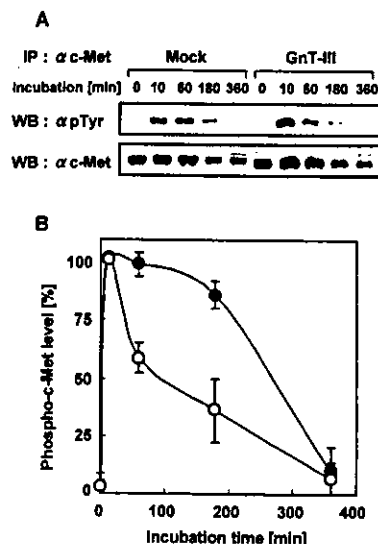 A
IP : α c-Met Mock GnT-III
Incubation [min] 0 10 60 180 360 0 10 60 180 360
WB : α pTyr
WB : α c-Met
B
Phospho-c-Met level [%]
100
75
50
25
0
0 100 200 300 400
Incubation time [min]